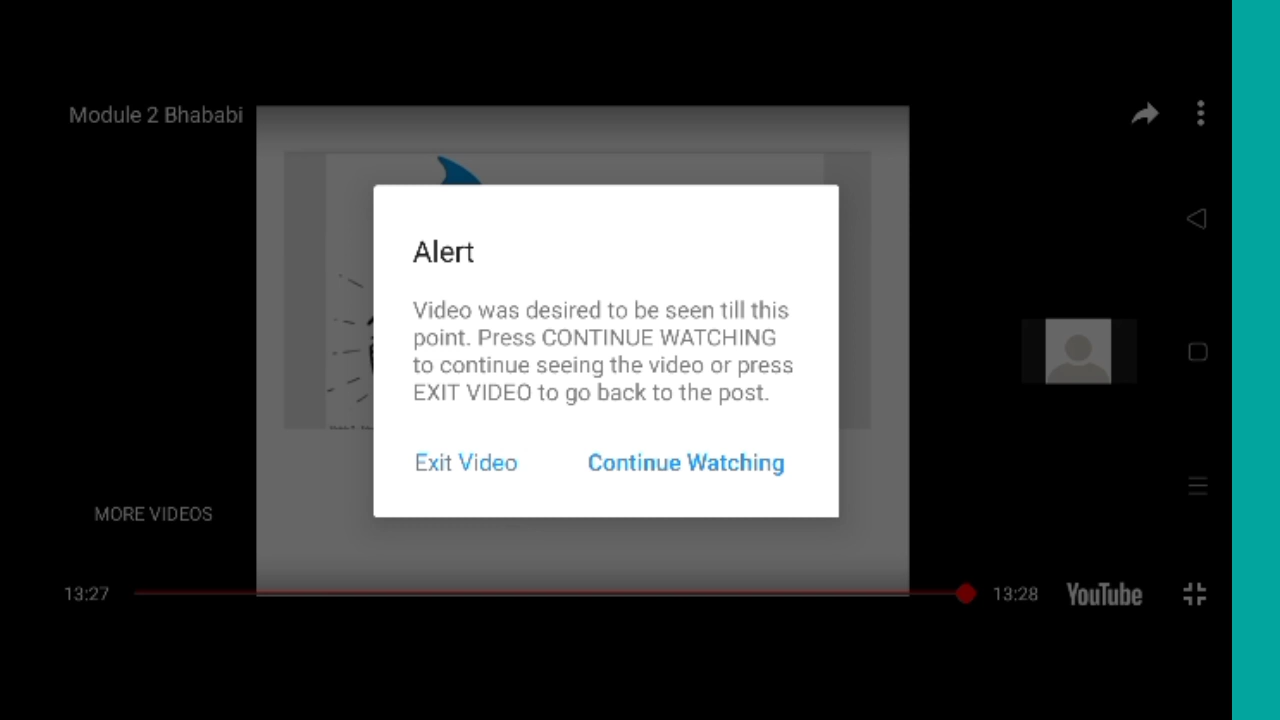 Module 2 Bhababi
Alert
Video was desired to be seen till this
point. Press CONTINUE WATCHING
to continue seeing the video or press
EXIT VIDEO to go back to the post.
Exit Video Continue Watching
MORE VIDEOS
13:27 13:28 YouTube